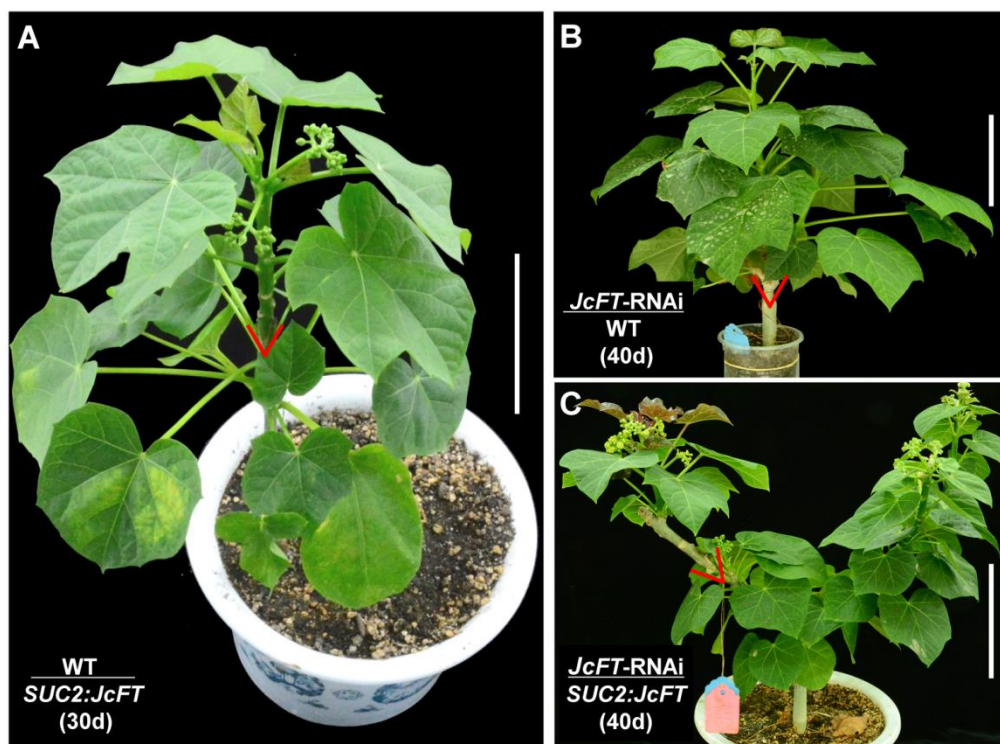 A
WT
SUC2:JcFT
(30d)
B
JcFT-RNAi
WT
(40d)
C
JcFT-RNAi
SUC2:JcFT
(40d)